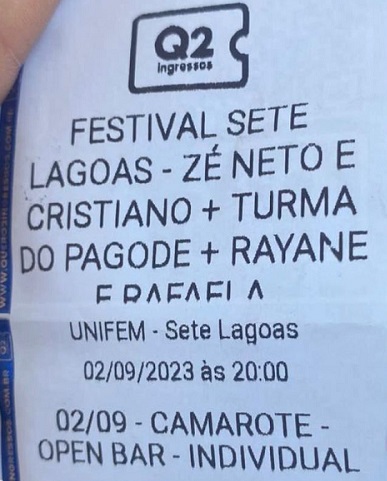 Q2
Ingressos
FESTIVAL SETE
LAGOAS - ZÉ NETO E
CRISTIANO + TURMA
DO PAGODE + RAYANE
E RAFAELA
UNIFEM - Sete Lagoas
02/09/2023 às 20:00
02/09 - CAMAROTE -
OPEN BAR - INDIVIDUAL